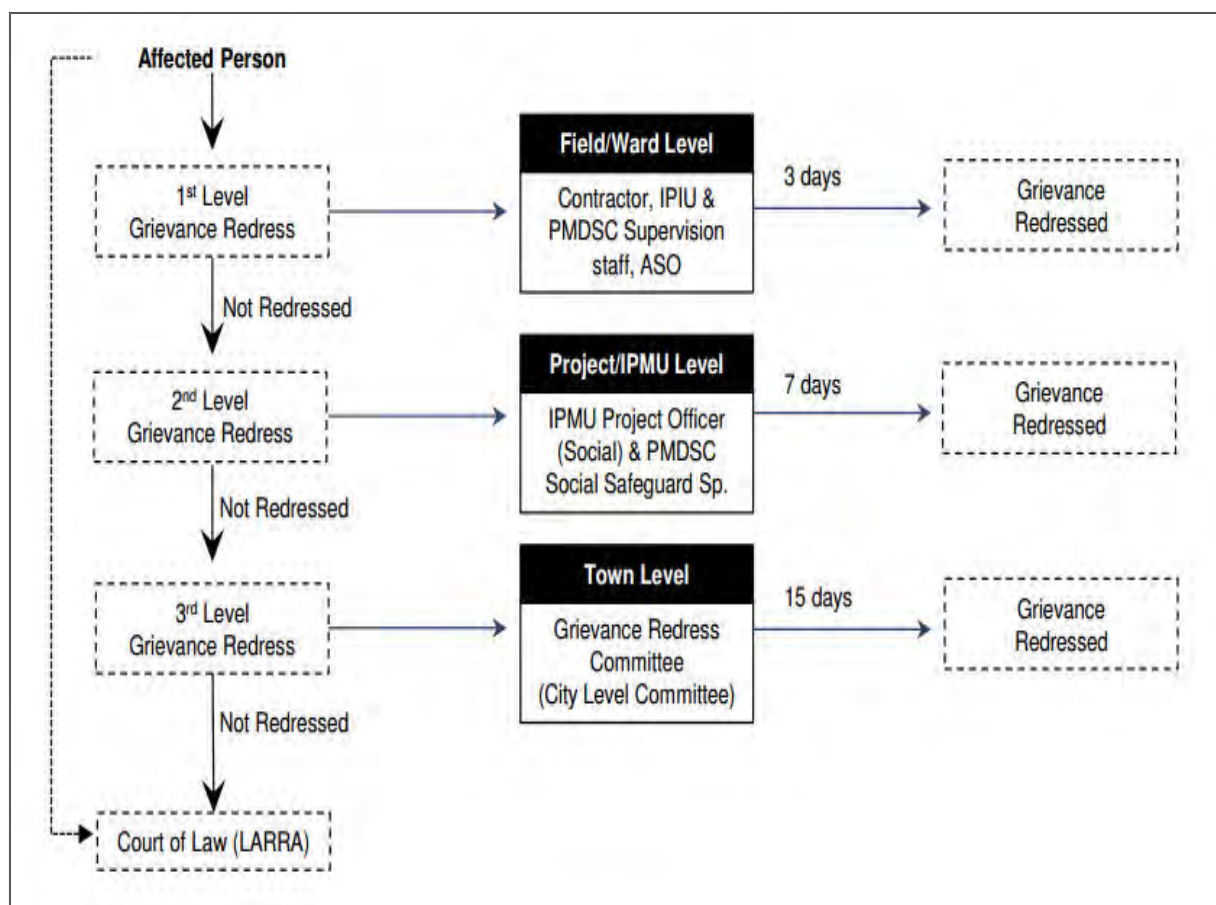 Affected Person
1st Level
Grievance Redress
Field/Ward Level
Contractor, IPIU &
PMDSC Supervision
staff, ASO
3 days
Grievance
Redressed
Not Redressed
2nd Level
Grievance Redress
Project/IPMU Level
IPMU Project Officer
(Social) & PMDSC
Social Safeguard Sp.
7 days
Grievance
Redressed
Not Redressed
3rd Level
Grievance Redress
Town Level
Grievance Redress
Committee
(City Level Committee)
15 days
Grievance
Redressed
Not Redressed
Court of Law (LARRA)